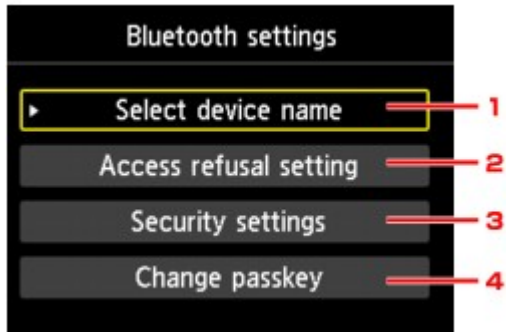 Bluetooth settings
Select device name 1
Access refusal setting 2
Security settings 3
Change passkey 4